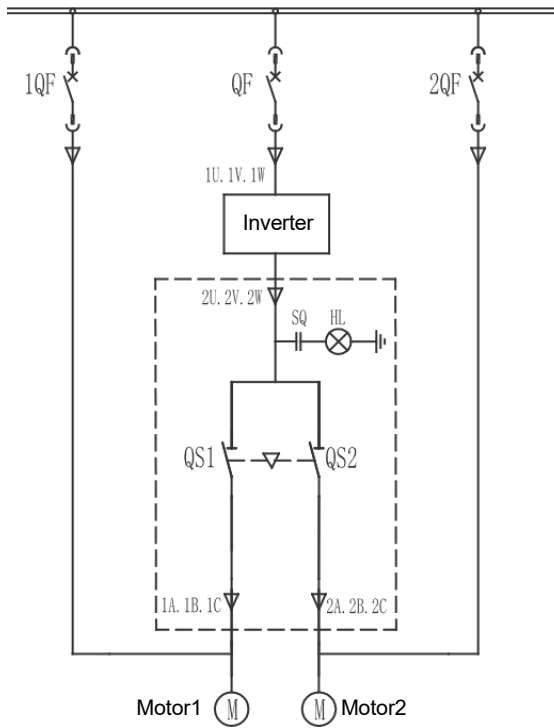 1QF
QF
2QF
1U. 1V. 1W
Inverter
2U. 2V. 2W
SQ
HL
QS1
QS2
1A. 1B. 1C
2A. 2B. 2C
Motor1
M
M
Motor2